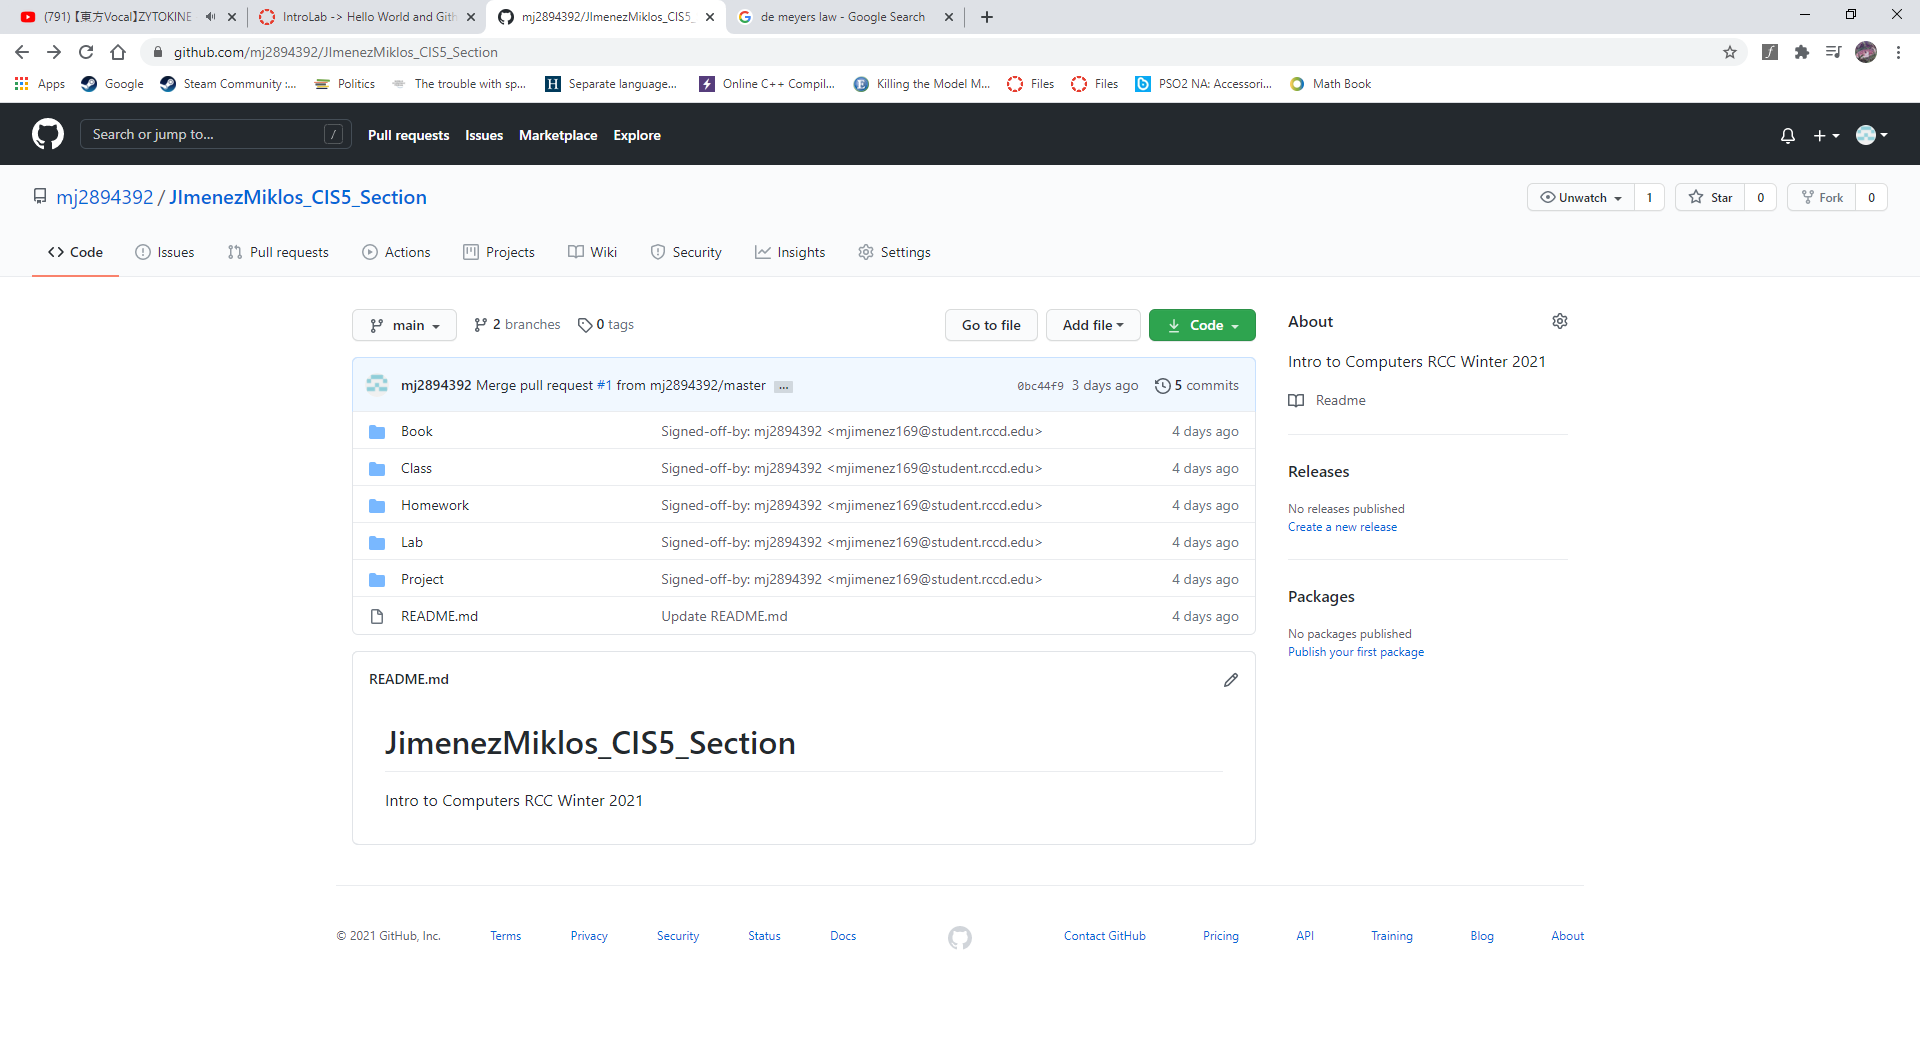 (791) 【東方Vocal】ZYTOKINE
IntroLab -> Hello World and Gith
mj2894392/JImenezMiklos_CIS5_
de meyers law - Google Search
github.com/mj2894392/JImenezMiklos_CIS5_Section
Apps
Google
Steam Community :...
Politics
The trouble with sp...
Separate language...
Online C++ Compil...
Killing the Model M...
Files
Files
PSO2 NA: Accessori...
Math Book
Search or jump to...
/
Pull requests
Issues
Marketplace
Explore
mj2894392 / JImenezMiklos_CIS5_Section
Unwatch
1
Star
0
Fork
0
Code
Issues
Pull requests
Actions
Projects
Wiki
Security
Insights
Settings
main
2 branches
0 tags
Go to file
Add file
Code
mj2894392 Merge pull request #1 from mj2894392/master ...
0bc44f9 3 days ago
5 commits
Book Signed-off-by: mj2894392 <mjimenez169@student.rccd.edu> 4 days ago
Class Signed-off-by: mj2894392 <mjimenez169@student.rccd.edu> 4 days ago
Homework Signed-off-by: mj2894392 <mjimenez169@student.rccd.edu> 4 days ago
Lab Signed-off-by: mj2894392 <mjimenez169@student.rccd.edu> 4 days ago
Project Signed-off-by: mj2894392 <mjimenez169@student.rccd.edu> 4 days ago
README.md Update README.md 4 days ago
README.md
JimenezMiklos_CIS5_Section
Intro to Computers RCC Winter 2021
About
Intro to Computers RCC Winter 2021
Readme
Releases
No releases published
Create a new release
Packages
No packages published
Publish your first package
© 2021 GitHub, Inc.
Terms
Privacy
Security
Status
Docs
Contact GitHub
Pricing
API
Training
Blog
About